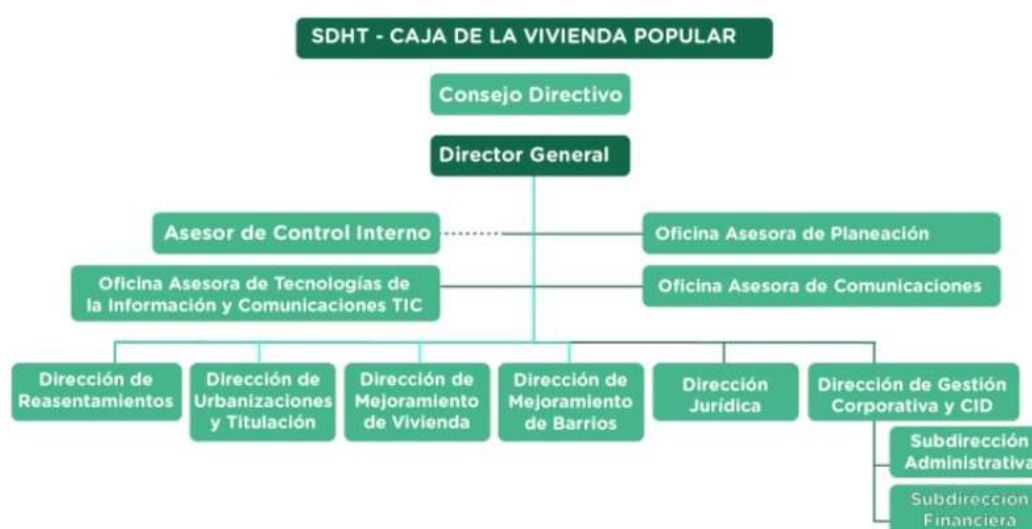 SDHT - CAJA DE LA VIVIENDA POPULAR
Consejo Directivo
Director General
Asesor de Control Interno
Oficina Asesora de Planeación
Oficina Asesora de Tecnologías de
la Información y Comunicaciones TIC
Oficina Asesora de Comunicaciones
Dirección de
Reasentamientos
Dirección de
Urbanizaciones
y Titulación
Dirección de
Mejoramiento
de Vivienda
Dirección de
Mejoramiento
de Barrios
Dirección
Jurídica
Dirección de Gestión
Corporativa y CID
Subdirección
Administrativa
Subdirección
Financiera